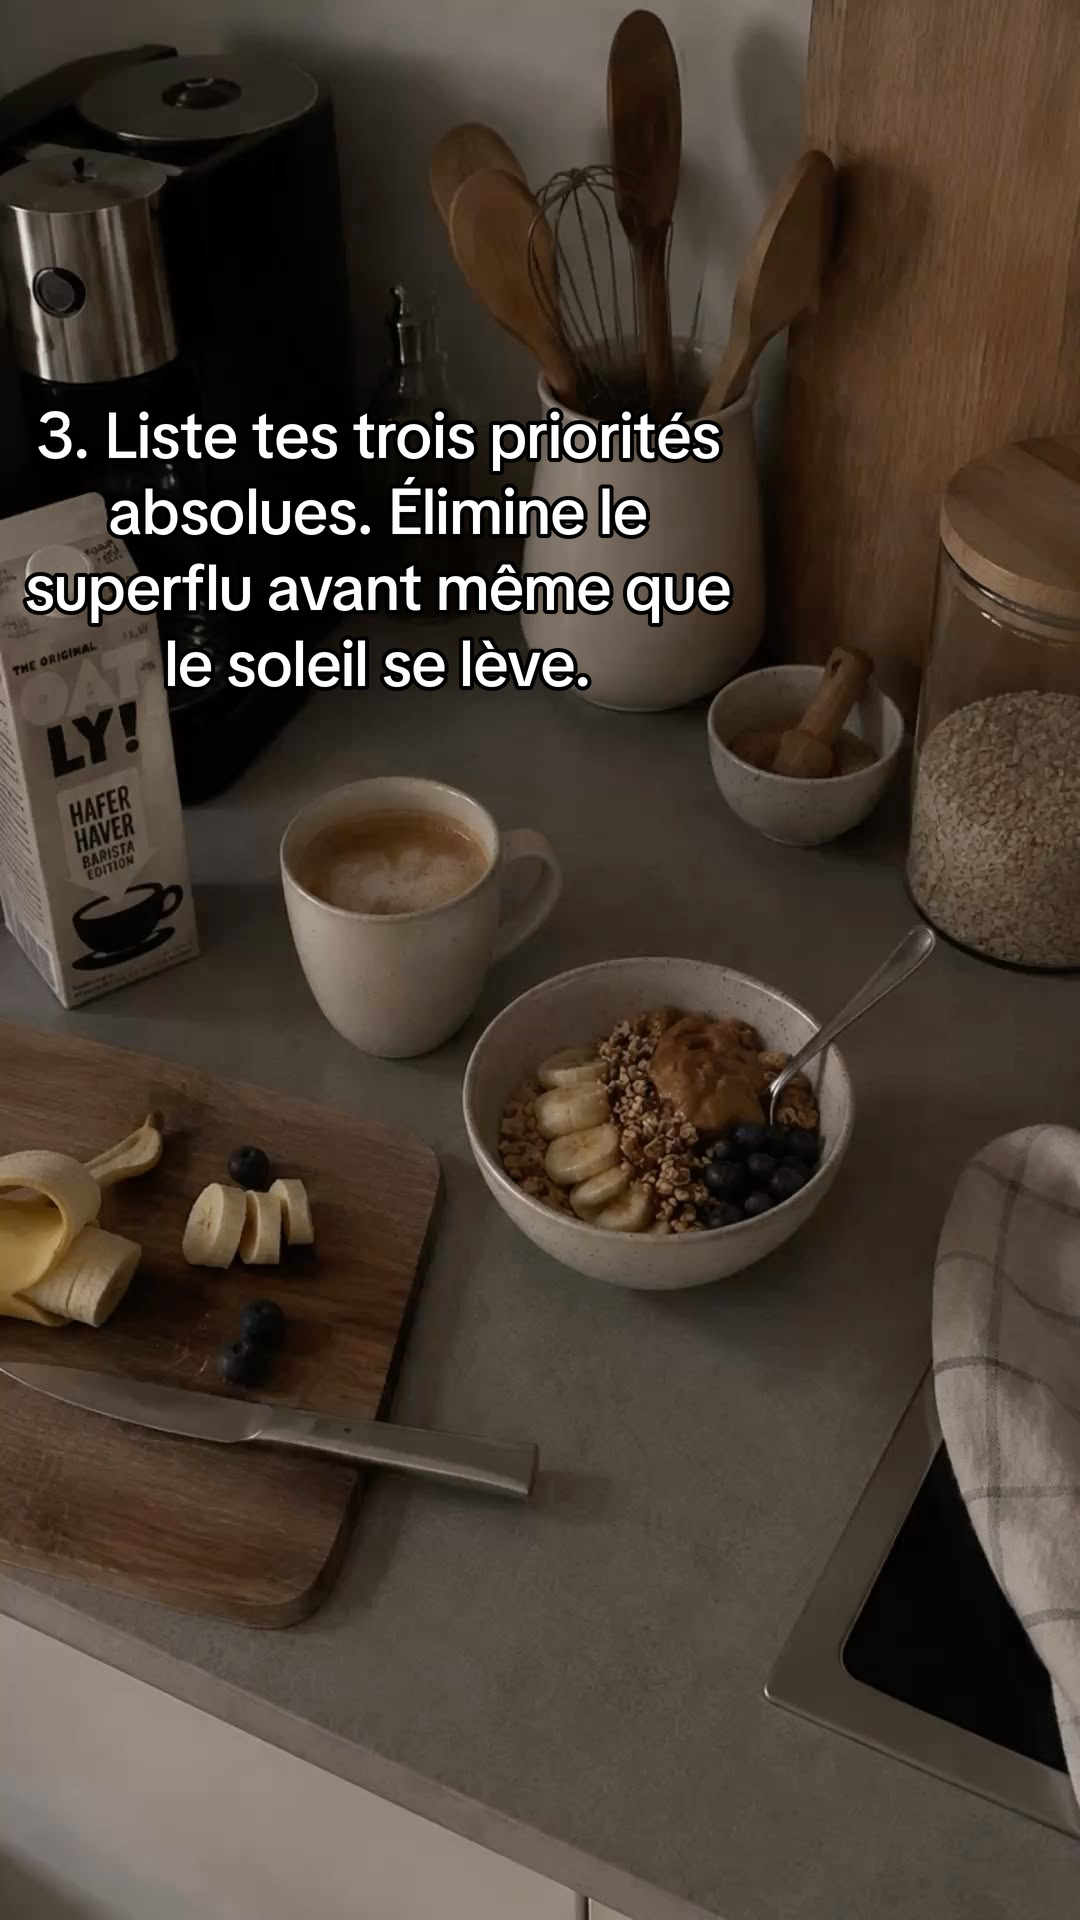 3. Liste tes trois priorités
absolues. Élimine le
superflu avant même que
le soleil se lève.
THE ORIGINAL
OAT
LY!
HAFER
HAVER
BARISTA
EDITION